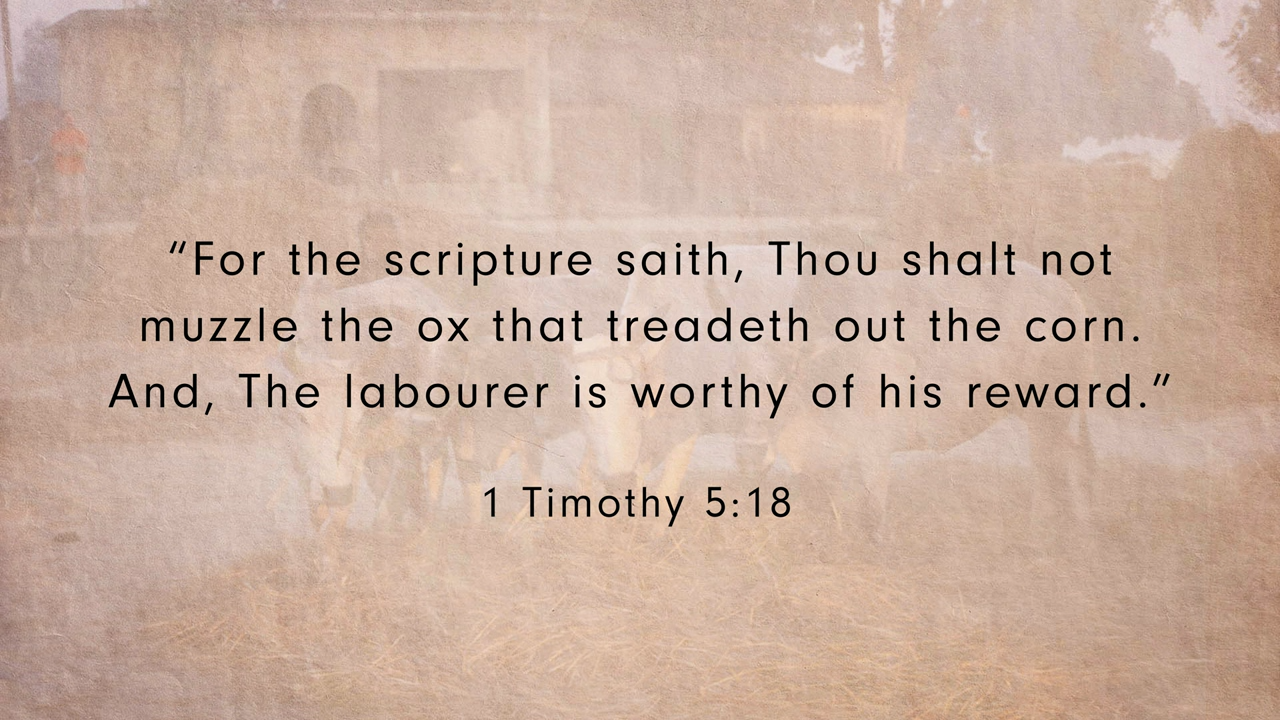 “For the scripture saith, Thou shalt not
muzzle the ox that treadeth out the corn.
And, The labourer is worthy of his reward.”
1 Timothy 5:18